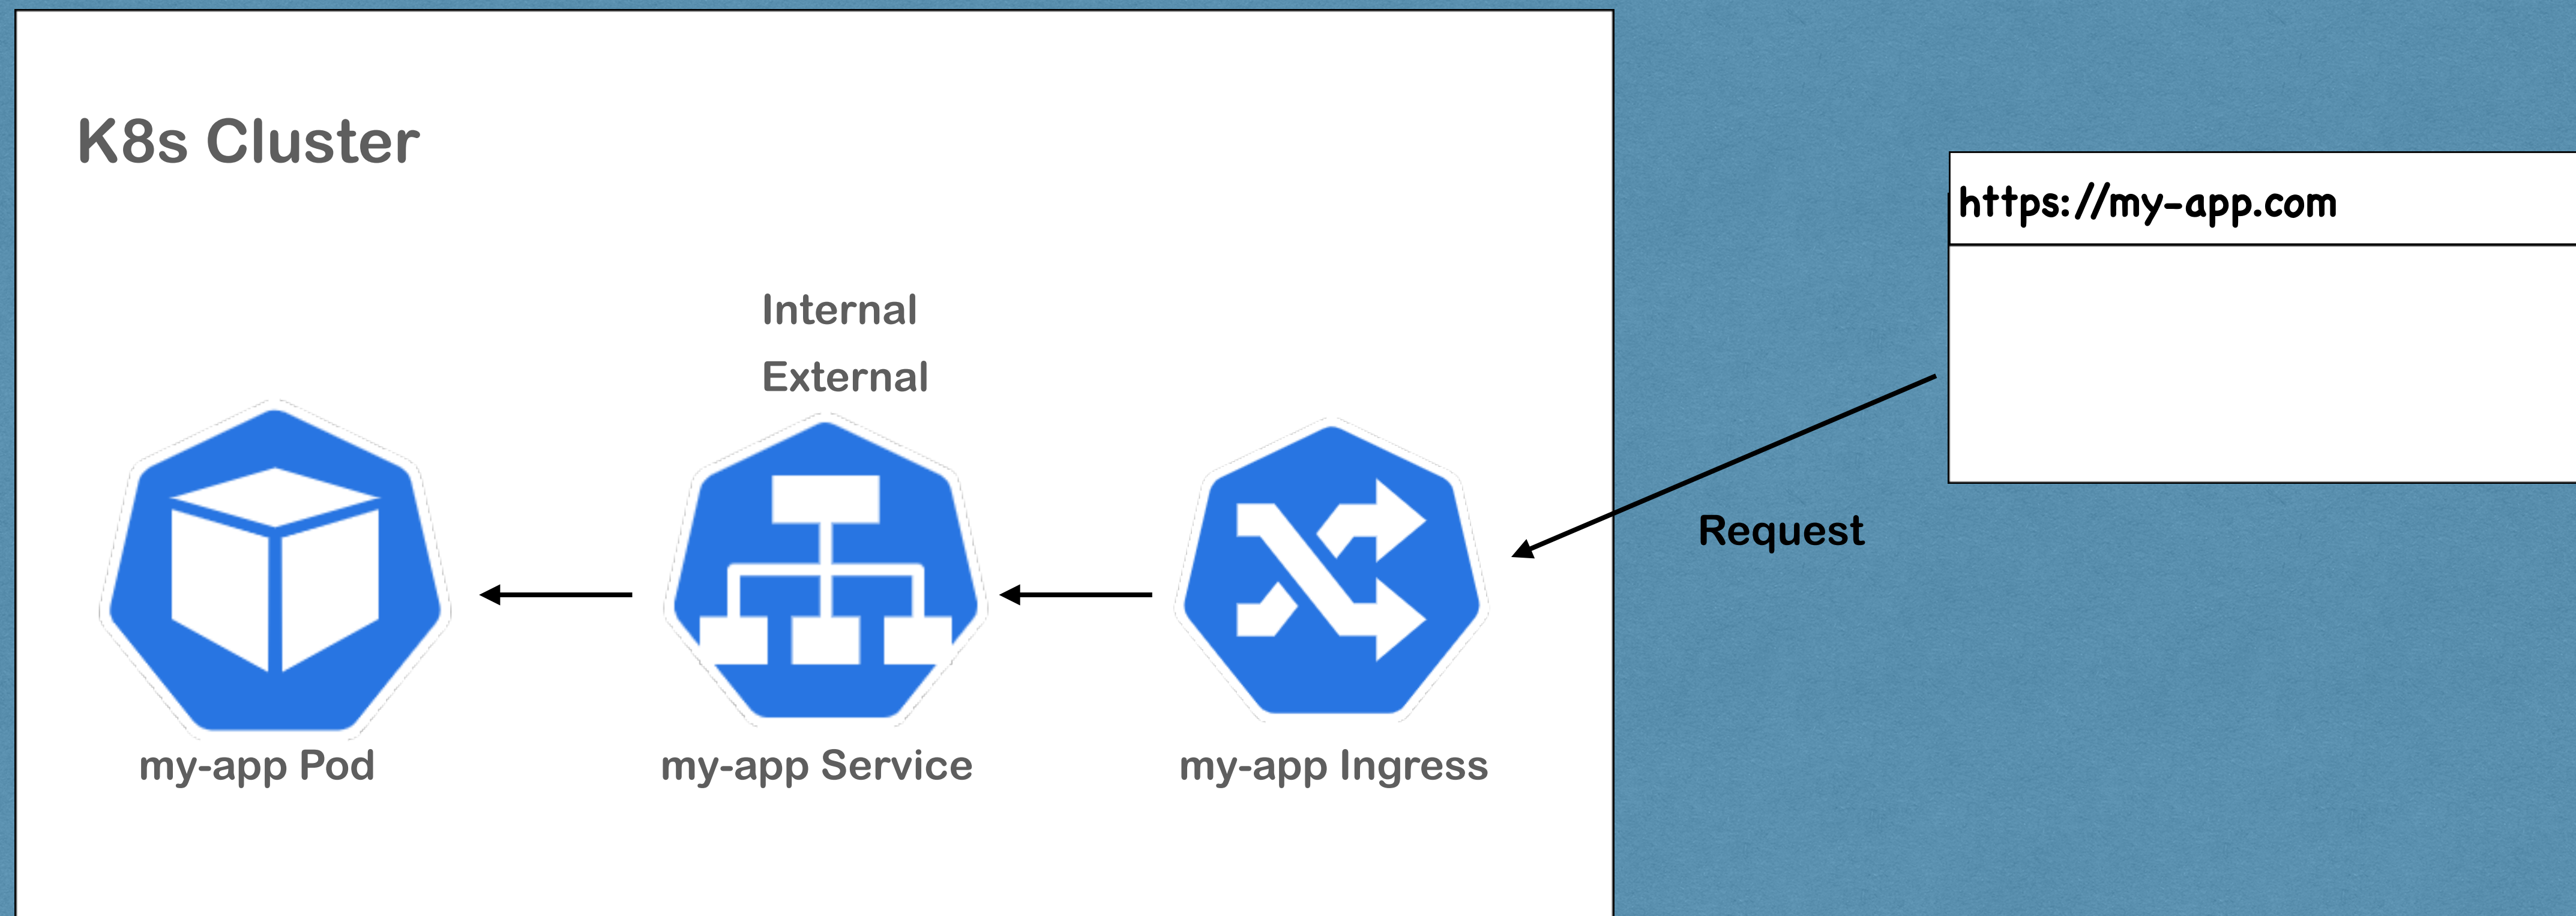 K8s Cluster
https://my-app.com
Internal
External
Request
my-app Pod
my-app Service
my-app Ingress